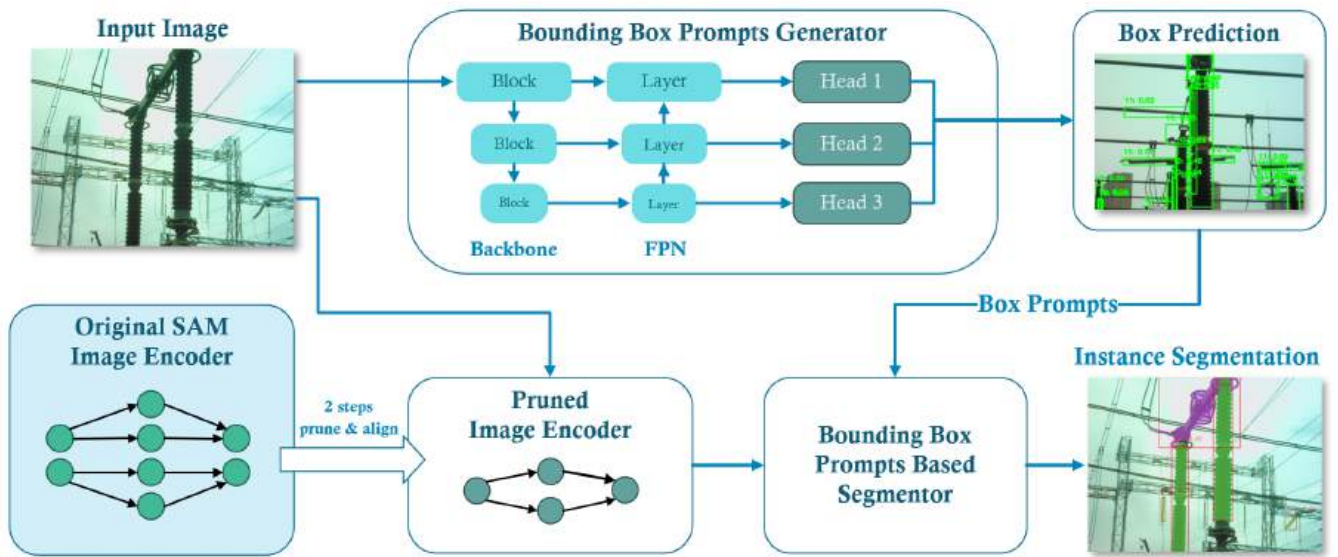 Input Image
Bounding Box Prompts Generator
Box Prediction
Block
Layer
Head 1
Block
Layer
Head 2
Block
Layer
Head 3
Backbone
FPN
Box Prompts
Original SAM
Image Encoder
2 steps
prune & align
Pruned
Image Encoder
Bounding Box
Prompts Based
Segmentor
Instance Segmentation